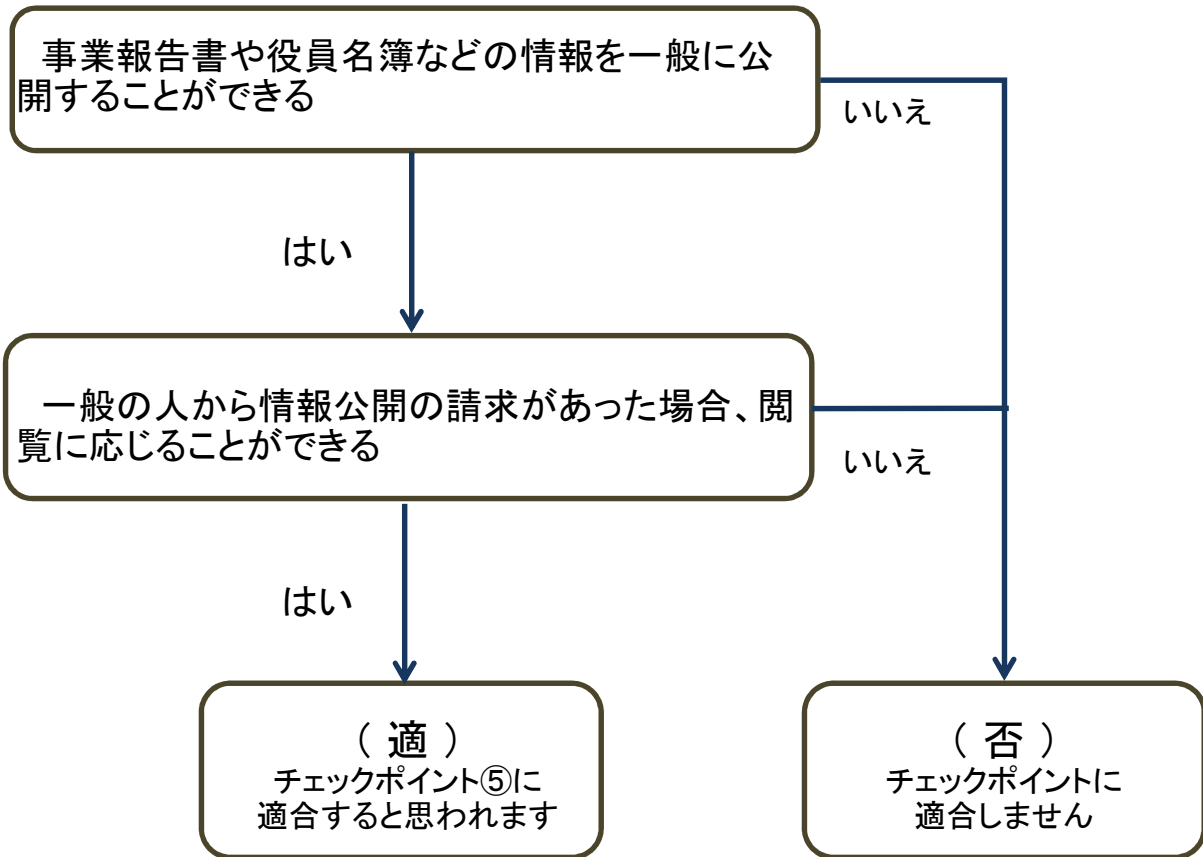 事業報告書や役員名簿などの情報を一般に公
開することができる
いいえ
はい
一般の人から情報公開の請求があった場合、閲
覧に応じることができる
いいえ
はい
（ 適 ）
チェックポイント⑤に
適合すると思われます
（ 否 ）
チェックポイントに
適合しません